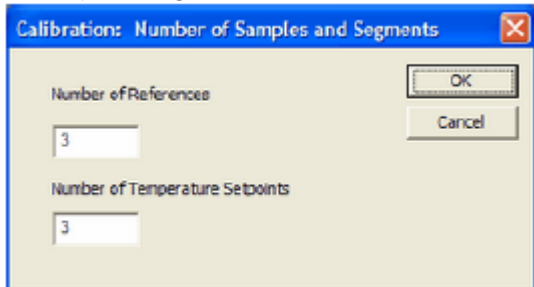 Calibration: Number of Samples and Segments
Number of References
OK
3
Cancel
Number of Temperature Setpoints
3